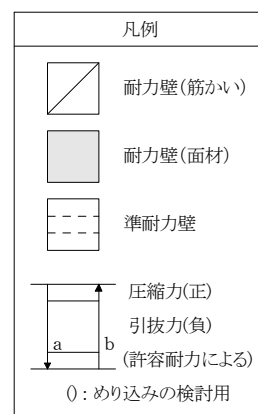 凡例
耐力壁(筋かい)
耐力壁(面材)
準耐力壁
圧縮力(正)
引抜力(負)
a b
(許容耐力による)
() : めり込みの検討用